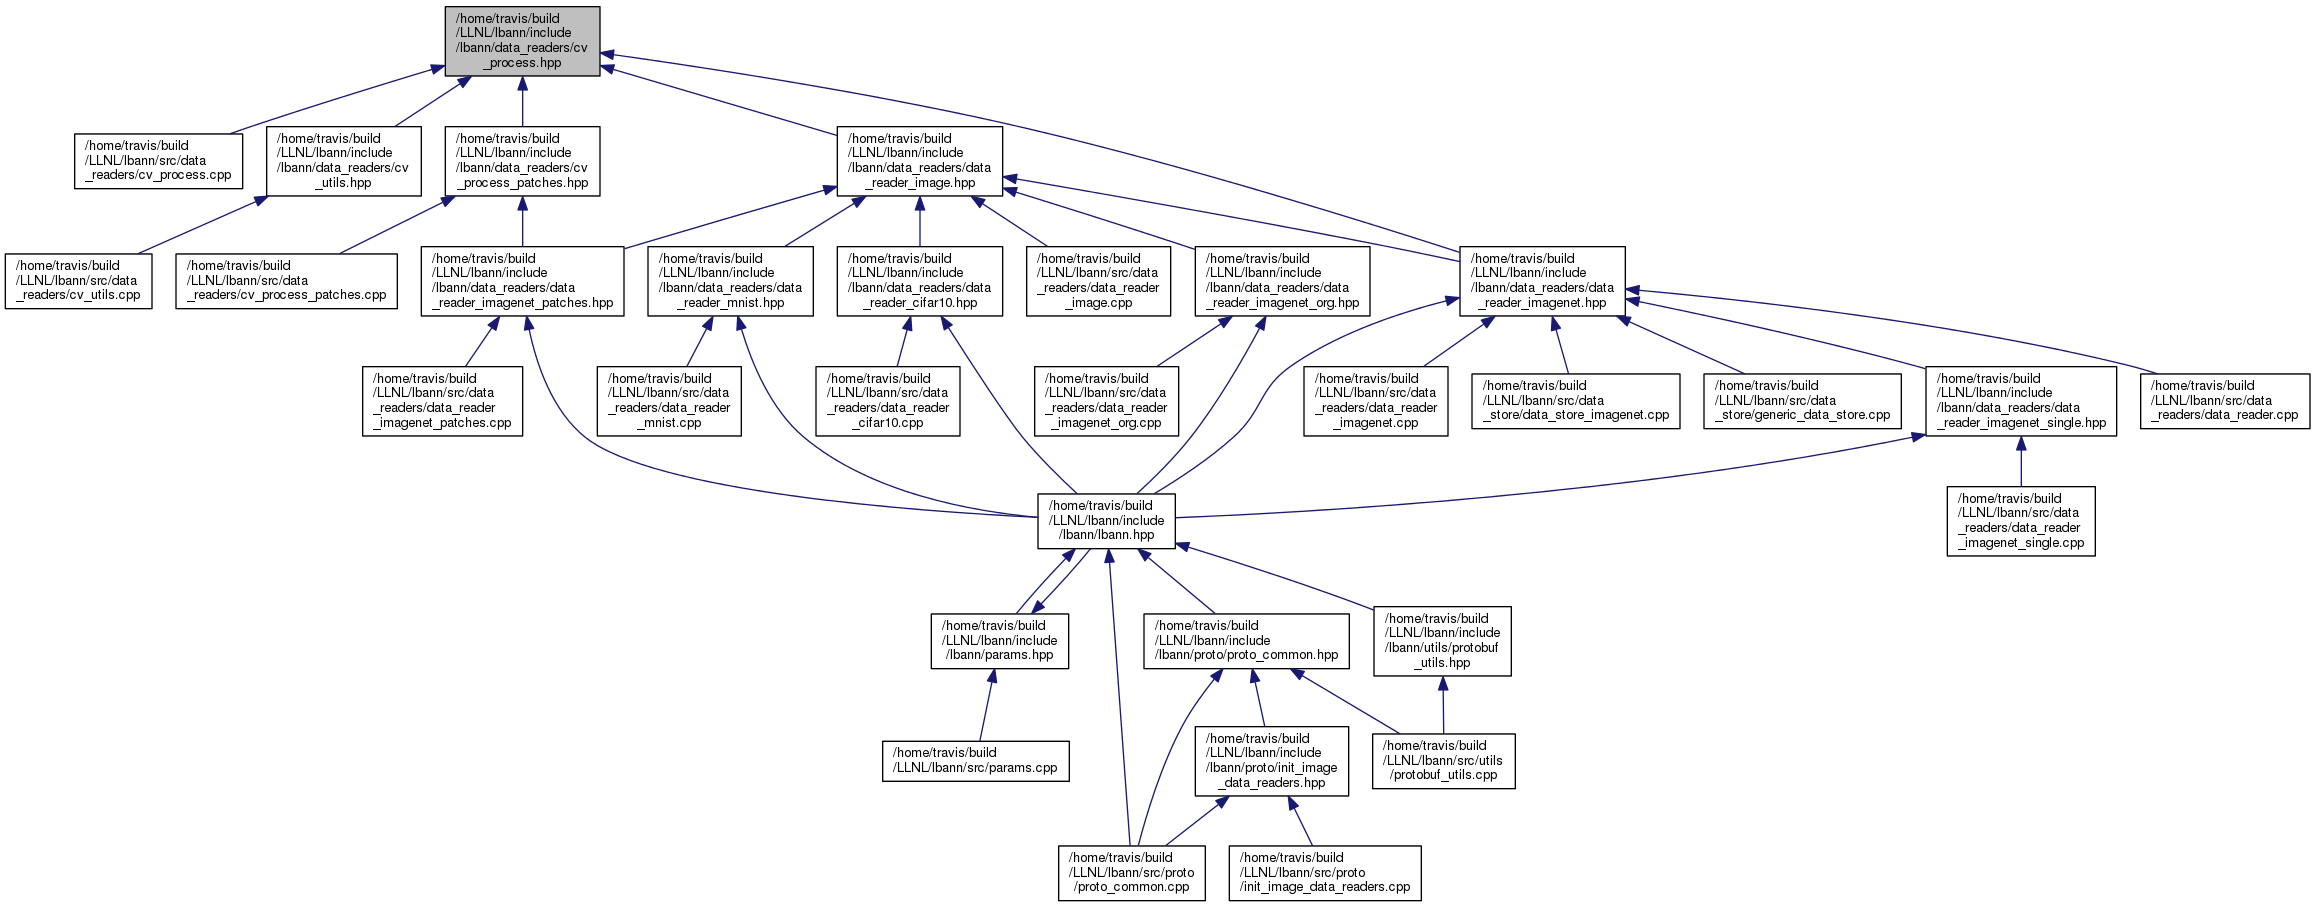 /home/travis/build
/LLNL/lbann/include
/lbann/data_readers/cv
_process.hpp
/home/travis/build
/LLNL/lbann/src/data
_readers/cv_process.cpp
/home/travis/build
/LLNL/lbann/include
/lbann/data_readers/cv
_utils.hpp
/home/travis/build
/LLNL/lbann/include
/lbann/data_readers/cv
_process_patches.hpp
/home/travis/build
/LLNL/lbann/include
/lbann/data_readers/data
_reader_image.hpp
/home/travis/build
/LLNL/lbann/src/data
_readers/cv_utils.cpp
/home/travis/build
/LLNL/lbann/src/data
_readers/cv_process_patches.cpp
/home/travis/build
/LLNL/lbann/include
/lbann/data_readers/data
_reader_imagenet_patches.hpp
/home/travis/build
/LLNL/lbann/include
/lbann/data_readers/data
_reader_mnist.hpp
/home/travis/build
/LLNL/lbann/include
/lbann/data_readers/data
_reader_cifar10.hpp
/home/travis/build
/LLNL/lbann/src/data
_readers/data_reader
_image.cpp
/home/travis/build
/LLNL/lbann/include
/lbann/data_readers/data
_reader_imagenet_org.hpp
/home/travis/build
/LLNL/lbann/include
/lbann/data_readers/data
_reader_imagenet.hpp
/home/travis/build
/LLNL/lbann/src/data
_readers/data_reader
_imagenet_patches.cpp
/home/travis/build
/LLNL/lbann/src/data
_readers/data_reader
_mnist.cpp
/home/travis/build
/LLNL/lbann/src/data
_readers/data_reader
_cifar10.cpp
/home/travis/build
/LLNL/lbann/src/data
_readers/data_reader
_imagenet_org.cpp
/home/travis/build
/LLNL/lbann/src/data
_readers/data_reader
_imagenet.cpp
/home/travis/build
/LLNL/lbann/src/data
_store/data_store_imagenet.cpp
/home/travis/build
/LLNL/lbann/src/data
_store/generic_data_store.cpp
/home/travis/build
/LLNL/lbann/include
/lbann/data_readers/data
_reader_imagenet_single.hpp
/home/travis/build
/LLNL/lbann/src/data
_readers/data_reader.cpp
/home/travis/build
/LLNL/lbann/include
/lbann/lbann.hpp
/home/travis/build
/LLNL/lbann/src/data
_readers/data_reader
_imagenet_single.cpp
/home/travis/build
/LLNL/lbann/include
/lbann/params.hpp
/home/travis/build
/LLNL/lbann/include
/lbann/proto/proto_common.hpp
/home/travis/build
/LLNL/lbann/include
/lbann/utils/protobuf
_utils.hpp
/home/travis/build
/LLNL/lbann/src/params.cpp
/home/travis/build
/LLNL/lbann/include
/lbann/proto/init_image
_data_readers.hpp
/home/travis/build
/LLNL/lbann/src/utils
/protobuf_utils.cpp
/home/travis/build
/LLNL/lbann/src/proto
/proto_common.cpp
/home/travis/build
/LLNL/lbann/src/proto
/init_image_data_readers.cpp